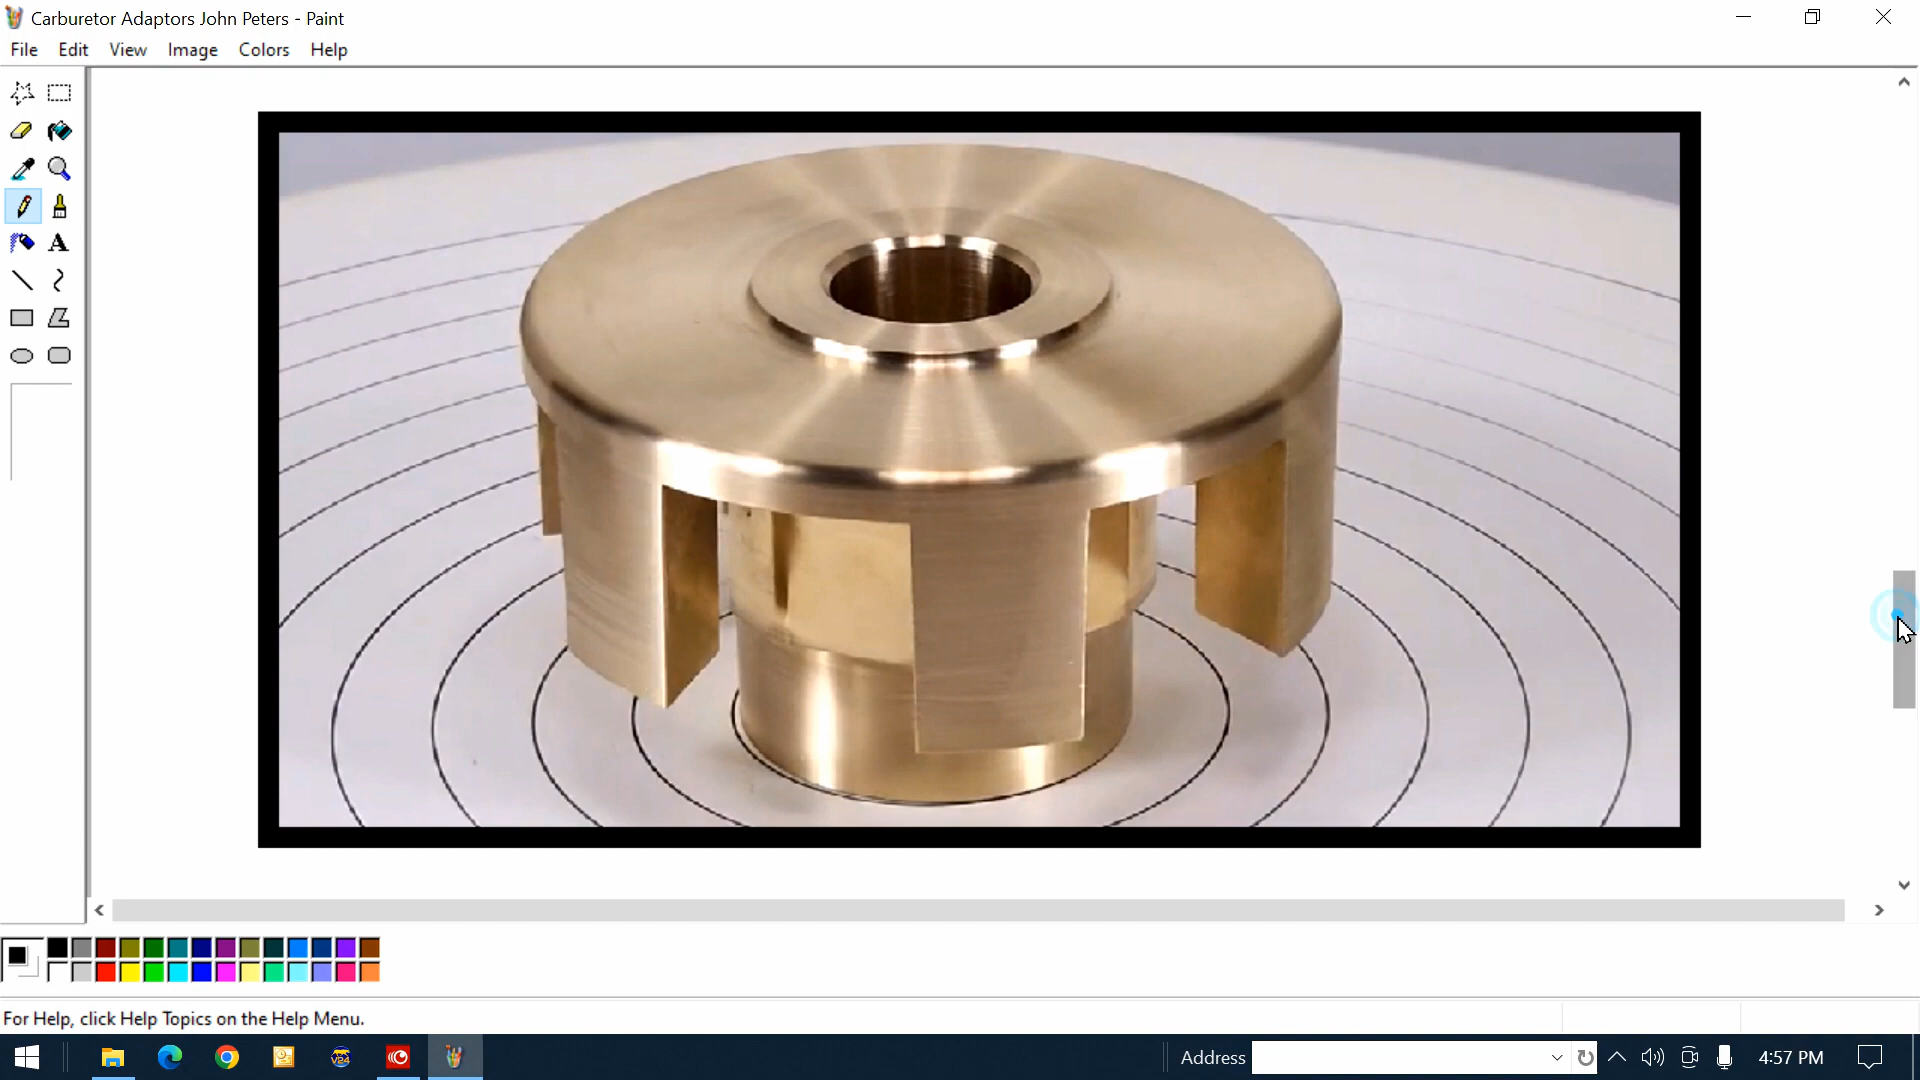 Carburetor Adaptors John Peters - Paint
File Edit View Image Colors Help
A
For Help, click Help Topics on the Help Menu.
V24
Address
4:57 PM